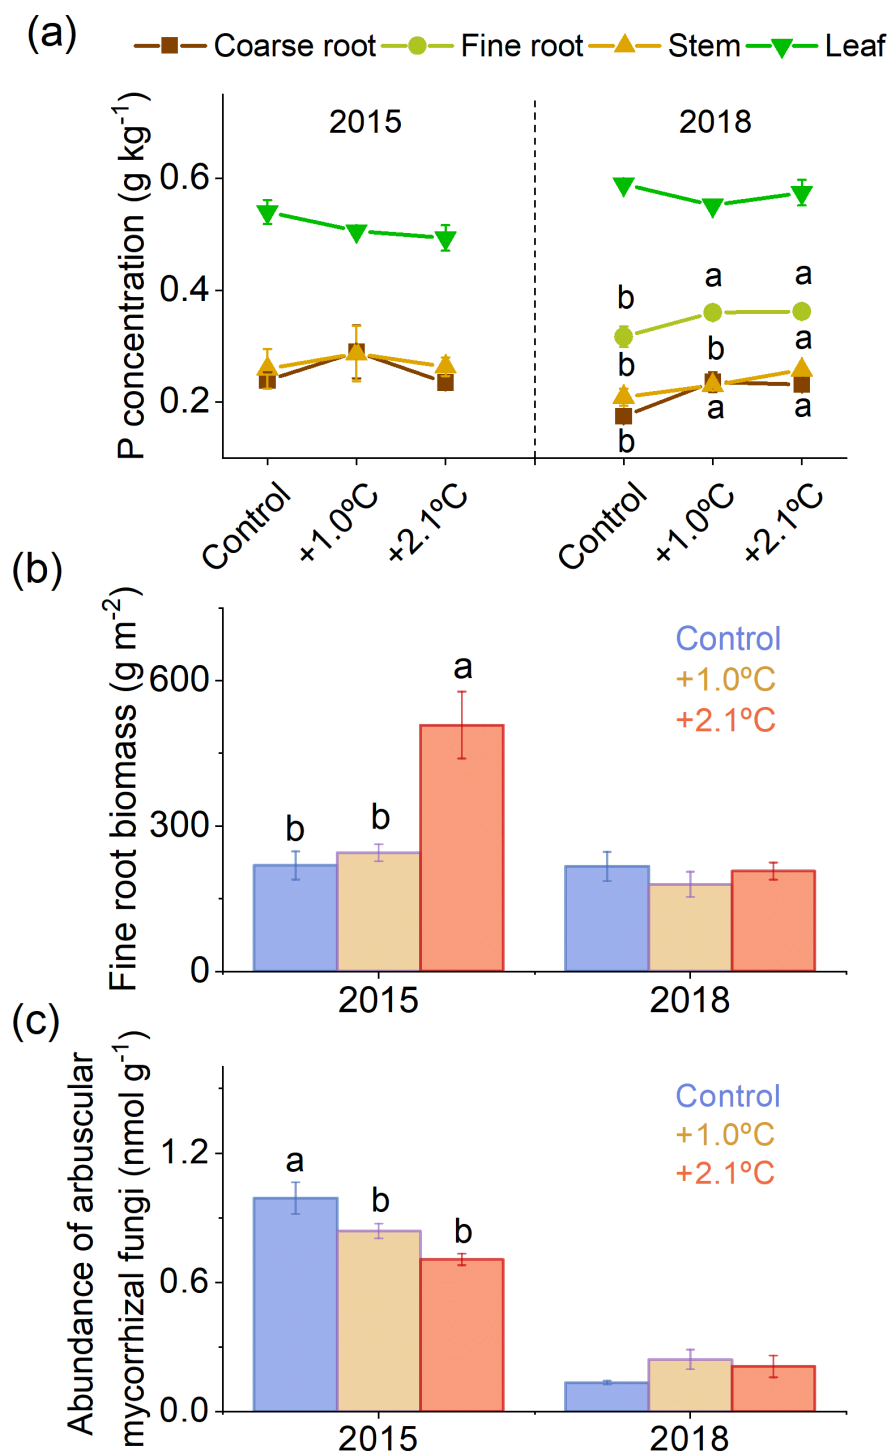 (a)
Coarse root Fine root Stem Leaf
P concentration (g kg⁻¹)
2015 2018
0.6
0.4
0.2
b a a
b b a
b a a
Control +1.0ºC +2.1ºC Control +1.0ºC +2.1ºC
(b)
Fine root biomass (g m⁻²)
Control
+1.0ºC
+2.1ºC
600
300
0
b b a
2015 2018
(c)
Abundance of arbuscular
mycorrhizal fungi (nmol g⁻¹)
Control
+1.0ºC
+2.1ºC
1.2
0.6
0.0
a b b
2015 2018